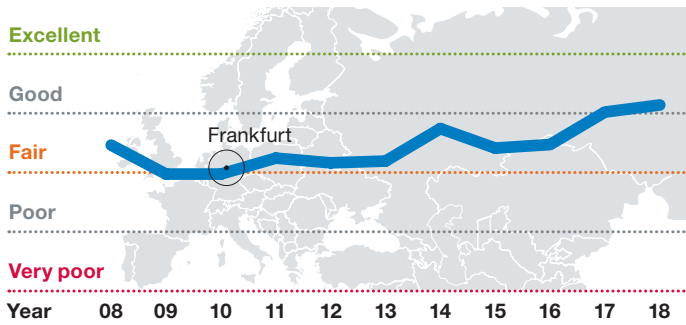 Excellent
Good
Frankfurt
Fair
Poor
Very poor
Year 08 09 10 11 12 13 14 15 16 17 18